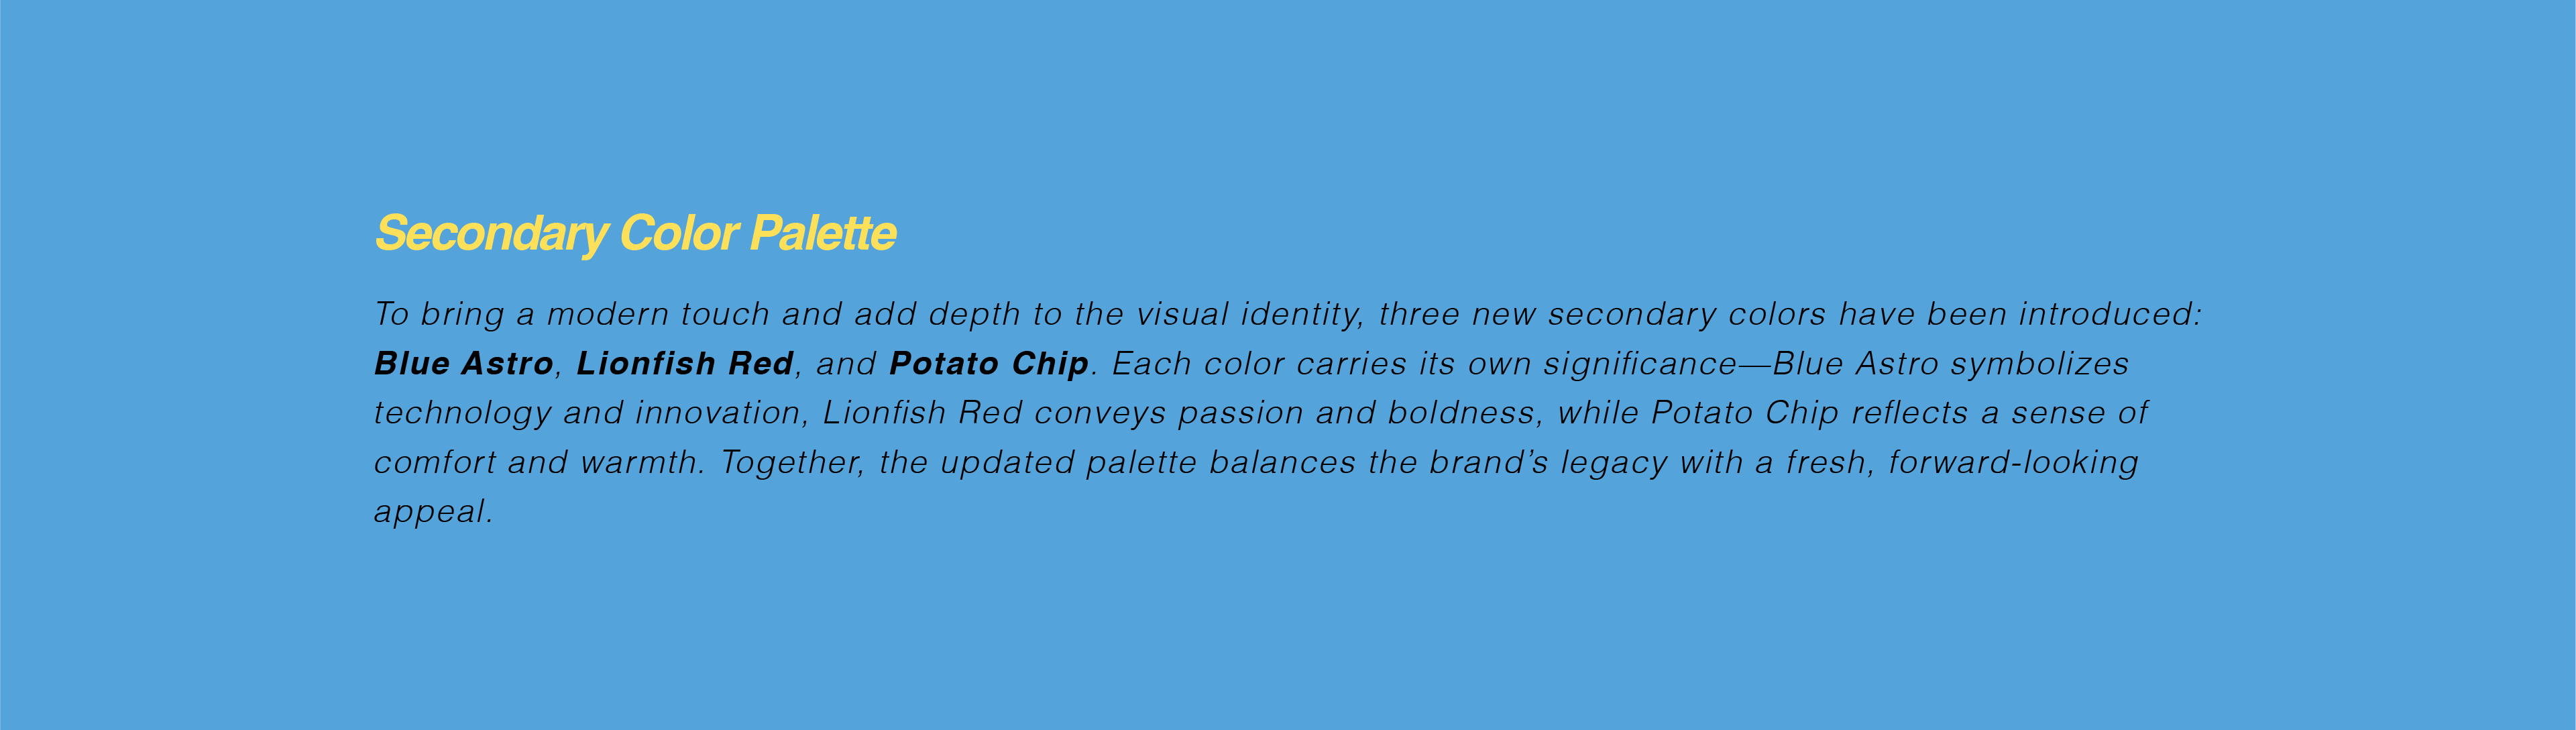 Secondary Color Palette
To bring a modern touch and add depth to the visual identity, three new secondary colors have been introduced:
Blue Astro, Lionfish Red, and Potato Chip. Each color carries its own significance—Blue Astro symbolizes
technology and innovation, Lionfish Red conveys passion and boldness, while Potato Chip reflects a sense of
comfort and warmth. Together, the updated palette balances the brand’s legacy with a fresh, forward-looking
appeal.